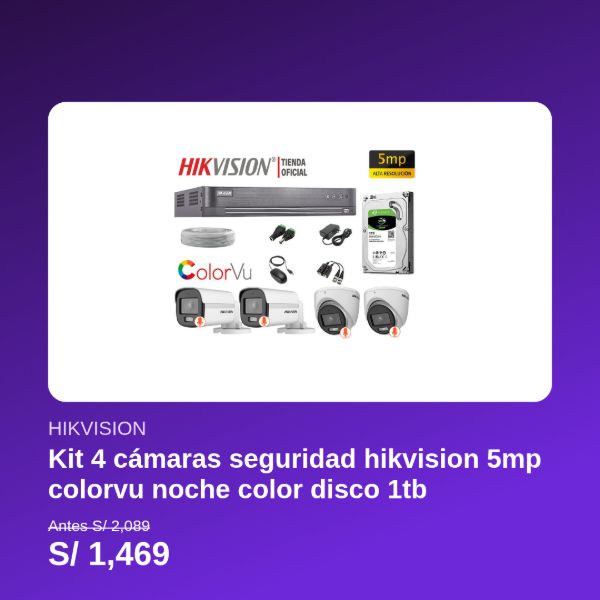 HIKVISION® TIENDA
OFICIAL
5mp
ALTA RESOLUCIÓN
ColorVu
HIKVISION
Kit 4 cámaras seguridad hikvision 5mp
colorvu noche color disco 1tb
Antes S/ 2,089
S/ 1,469